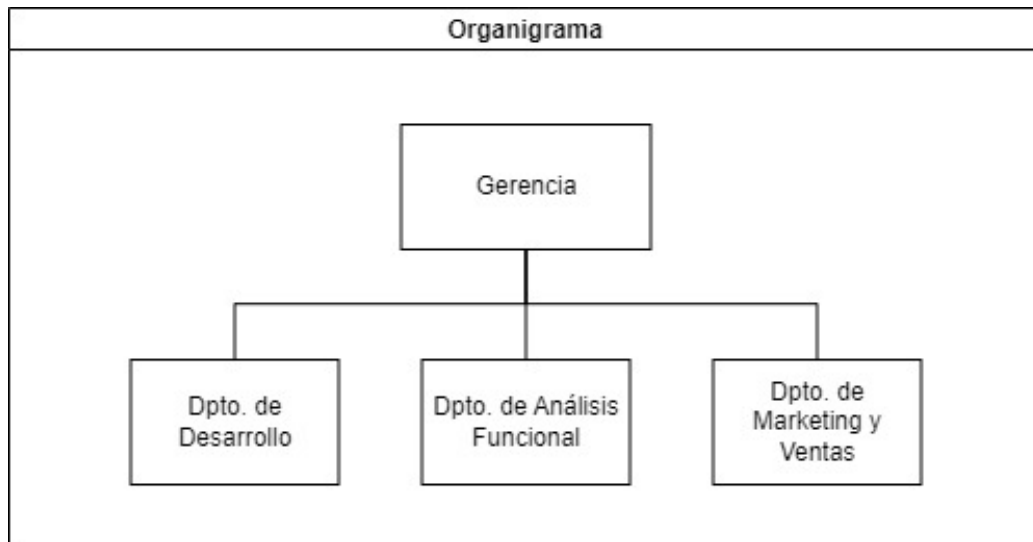 Organigrama
Gerencia
Dpto. de
Desarrollo
Dpto. de Análisis
Funcional
Dpto. de
Marketing y
Ventas